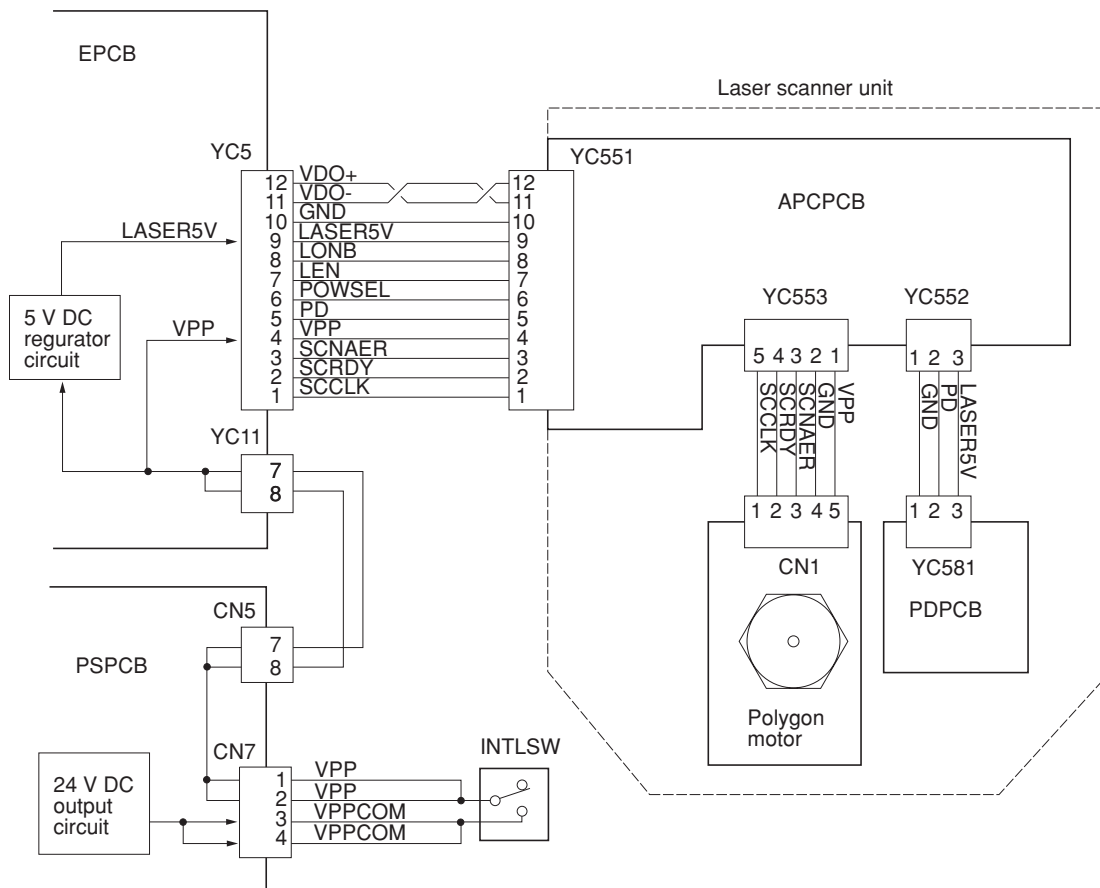 EPCB
Laser scanner unit
YC5
YC551
12 VDO+ 12
11 VDO- 11
10 GND 10
9 LASER5V 9
8 LONB 8
7 LEN 7
6 POWSEL 6
5 PD 5
4 VPP 4
3 SCNAER 3
2 SCRDY 2
1 SCCLK 1
LASER5V
VPP
5 V DC
regurator
circuit
APCPCB
YC553
5 4 3 2 1
SCCLK
SCRDY
SCNAER
GND
VPP
1 2 3 4 5
CN1
Polygon
motor
YC552
1 2 3
GND
PD
LASER5V
1 2 3
YC581
PDPCB
YC11
7
8
CN5
7
8
PSPCB
CN7
1 VPP
2 VPP
3 VPPCOM
4 VPPCOM
INTLSW
24 V DC
output
circuit